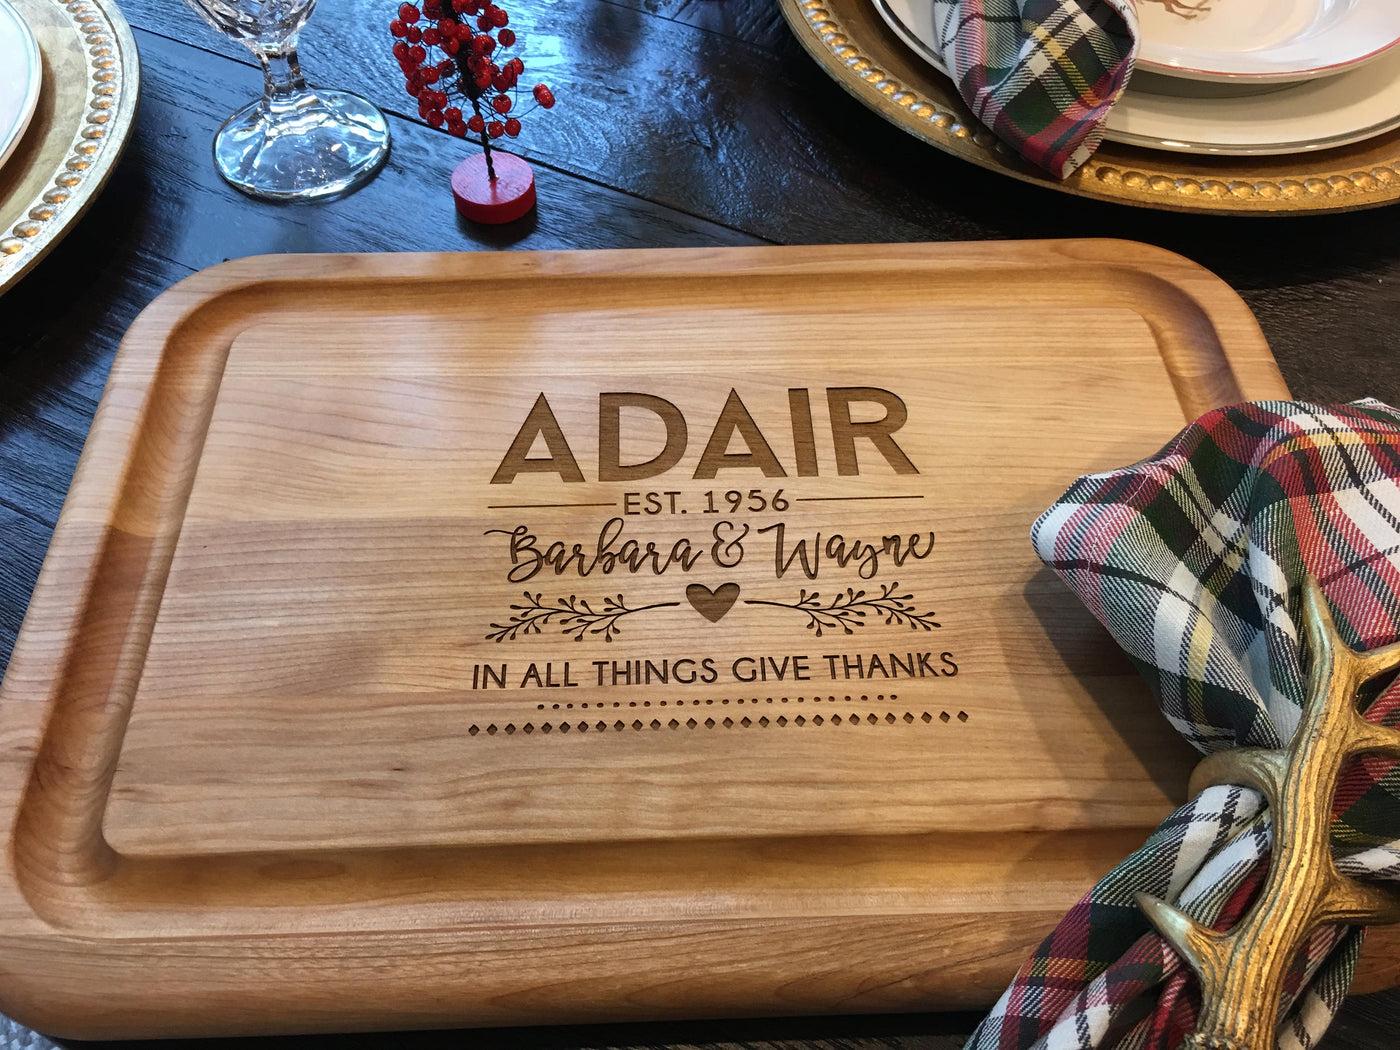 ADAIR
EST. 1956
Barbara & Wayne
IN ALL THINGS GIVE THANKS